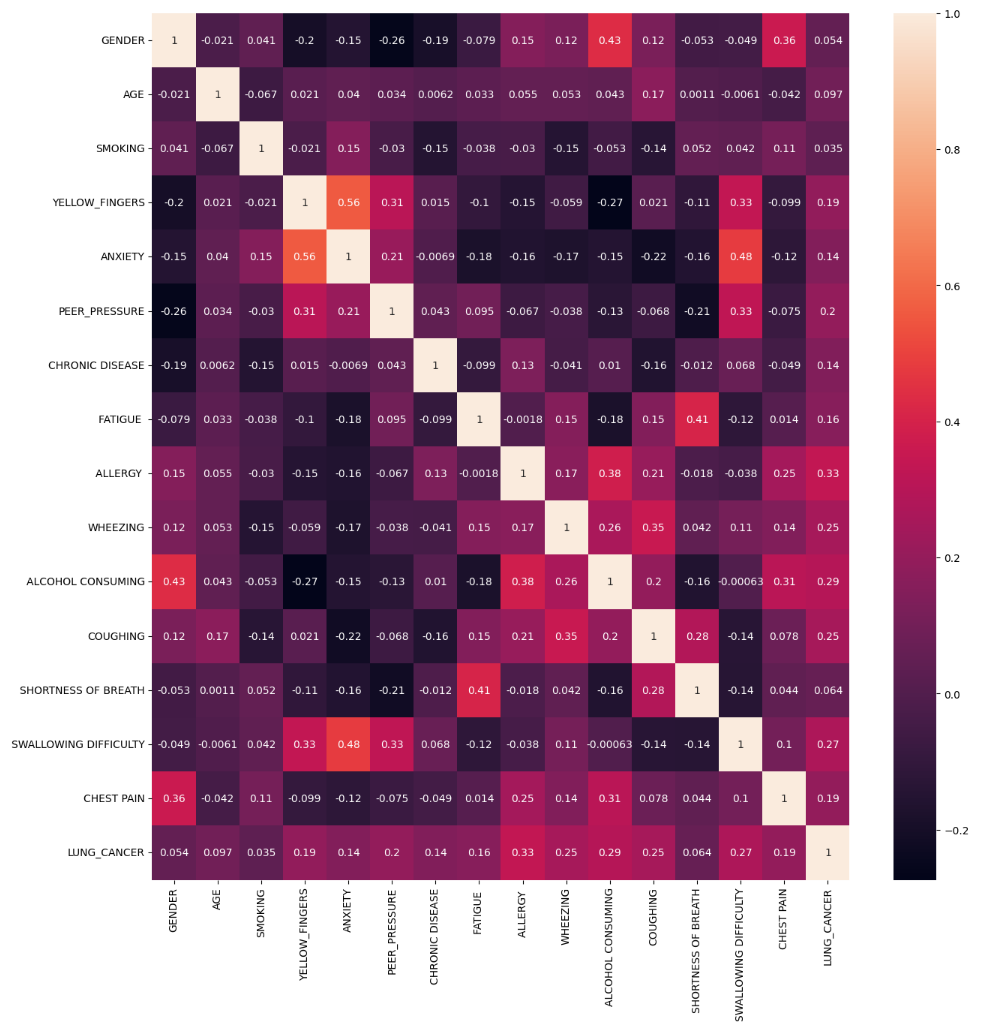 GENDER 1 -0.021 0.041 -0.2 -0.15 -0.26 -0.19 -0.079 0.15 0.12 0.43 0.12 -0.053 -0.049 0.36 0.054
AGE -0.021 1 -0.067 0.021 0.04 0.034 0.0062 0.033 0.055 0.053 0.043 0.17 0.0011 -0.0061 -0.042 0.097
SMOKING 0.041 -0.067 1 -0.021 0.15 -0.03 -0.15 -0.038 -0.03 -0.15 -0.053 -0.14 0.052 0.042 0.11 0.035
YELLOW_FINGERS -0.2 0.021 -0.021 1 0.56 0.31 0.015 -0.1 -0.15 -0.059 -0.27 0.021 -0.11 0.33 -0.099 0.19
ANXIETY -0.15 0.04 0.15 0.56 1 0.21 -0.0069 -0.18 -0.16 -0.17 -0.15 -0.22 -0.16 0.48 -0.12 0.14
PEER_PRESSURE -0.26 0.034 -0.03 0.31 0.21 1 0.043 0.095 -0.067 -0.038 -0.13 -0.068 -0.21 0.33 -0.075 0.2
CHRONIC DISEASE -0.19 0.0062 -0.15 0.015 -0.0069 0.043 1 -0.099 0.13 -0.041 0.01 -0.16 -0.012 0.068 -0.049 0.14
FATIGUE -0.079 0.033 -0.038 -0.1 -0.18 0.095 -0.099 1 -0.0018 0.15 -0.18 0.15 0.41 -0.12 0.014 0.16
ALLERGY 0.15 0.055 -0.03 -0.15 -0.16 -0.067 0.13 -0.0018 1 0.17 0.38 0.21 -0.018 -0.038 0.25 0.33
WHEEZING 0.12 0.053 -0.15 -0.059 -0.17 -0.038 -0.041 0.15 0.17 1 0.26 0.35 0.042 0.11 0.14 0.25
ALCOHOL CONSUMING 0.43 0.043 -0.053 -0.27 -0.15 -0.13 0.01 -0.18 0.38 0.26 1 0.2 -0.16 -0.00063 0.31 0.29
COUGHING 0.12 0.17 -0.14 0.021 -0.22 -0.068 -0.16 0.15 0.21 0.35 0.2 1 0.28 -0.14 0.078 0.25
SHORTNESS OF BREATH -0.053 0.0011 0.052 -0.11 -0.16 -0.21 -0.012 0.41 -0.018 0.042 -0.16 0.28 1 -0.14 0.044 0.064
SWALLOWING DIFFICULTY -0.049 -0.0061 0.042 0.33 0.48 0.33 0.068 -0.12 -0.038 0.11 -0.00063 -0.14 -0.14 1 0.1 0.27
CHEST PAIN 0.36 -0.042 0.11 -0.099 -0.12 -0.075 -0.049 0.014 0.25 0.14 0.31 0.078 0.044 0.1 1 0.19
LUNG_CANCER 0.054 0.097 0.035 0.19 0.14 0.2 0.14 0.16 0.33 0.25 0.29 0.25 0.064 0.27 0.19 1
GENDER
AGE
SMOKING
YELLOW_FINGERS
ANXIETY
PEER_PRESSURE
CHRONIC DISEASE
FATIGUE
ALLERGY
WHEEZING
ALCOHOL CONSUMING
COUGHING
SHORTNESS OF BREATH
SWALLOWING DIFFICULTY
CHEST PAIN
LUNG_CANCER
1.0
0.8
0.6
0.4
0.2
0.0
−0.2